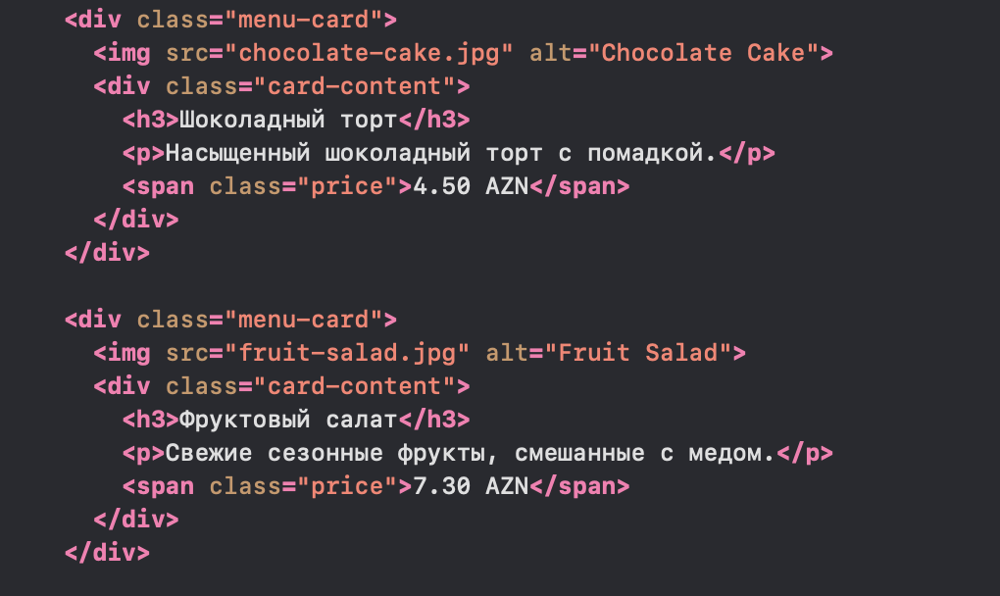 <div class="menu-card">
<img src="chocolate-cake.jpg" alt="Chocolate Cake">
<div class="card-content">
<h3>Шоколадный торт</h3>
<p>Насыщенный шоколадный торт с помадкой.</p>
<span class="price">4.50 AZN</span>
</div>
</div>
<div class="menu-card">
<img src="fruit-salad.jpg" alt="Fruit Salad">
<div class="card-content">
<h3>Фруктовый салат</h3>
<p>Свежие сезонные фрукты, смешанные с медом.</p>
<span class="price">7.30 AZN</span>
</div>
</div>